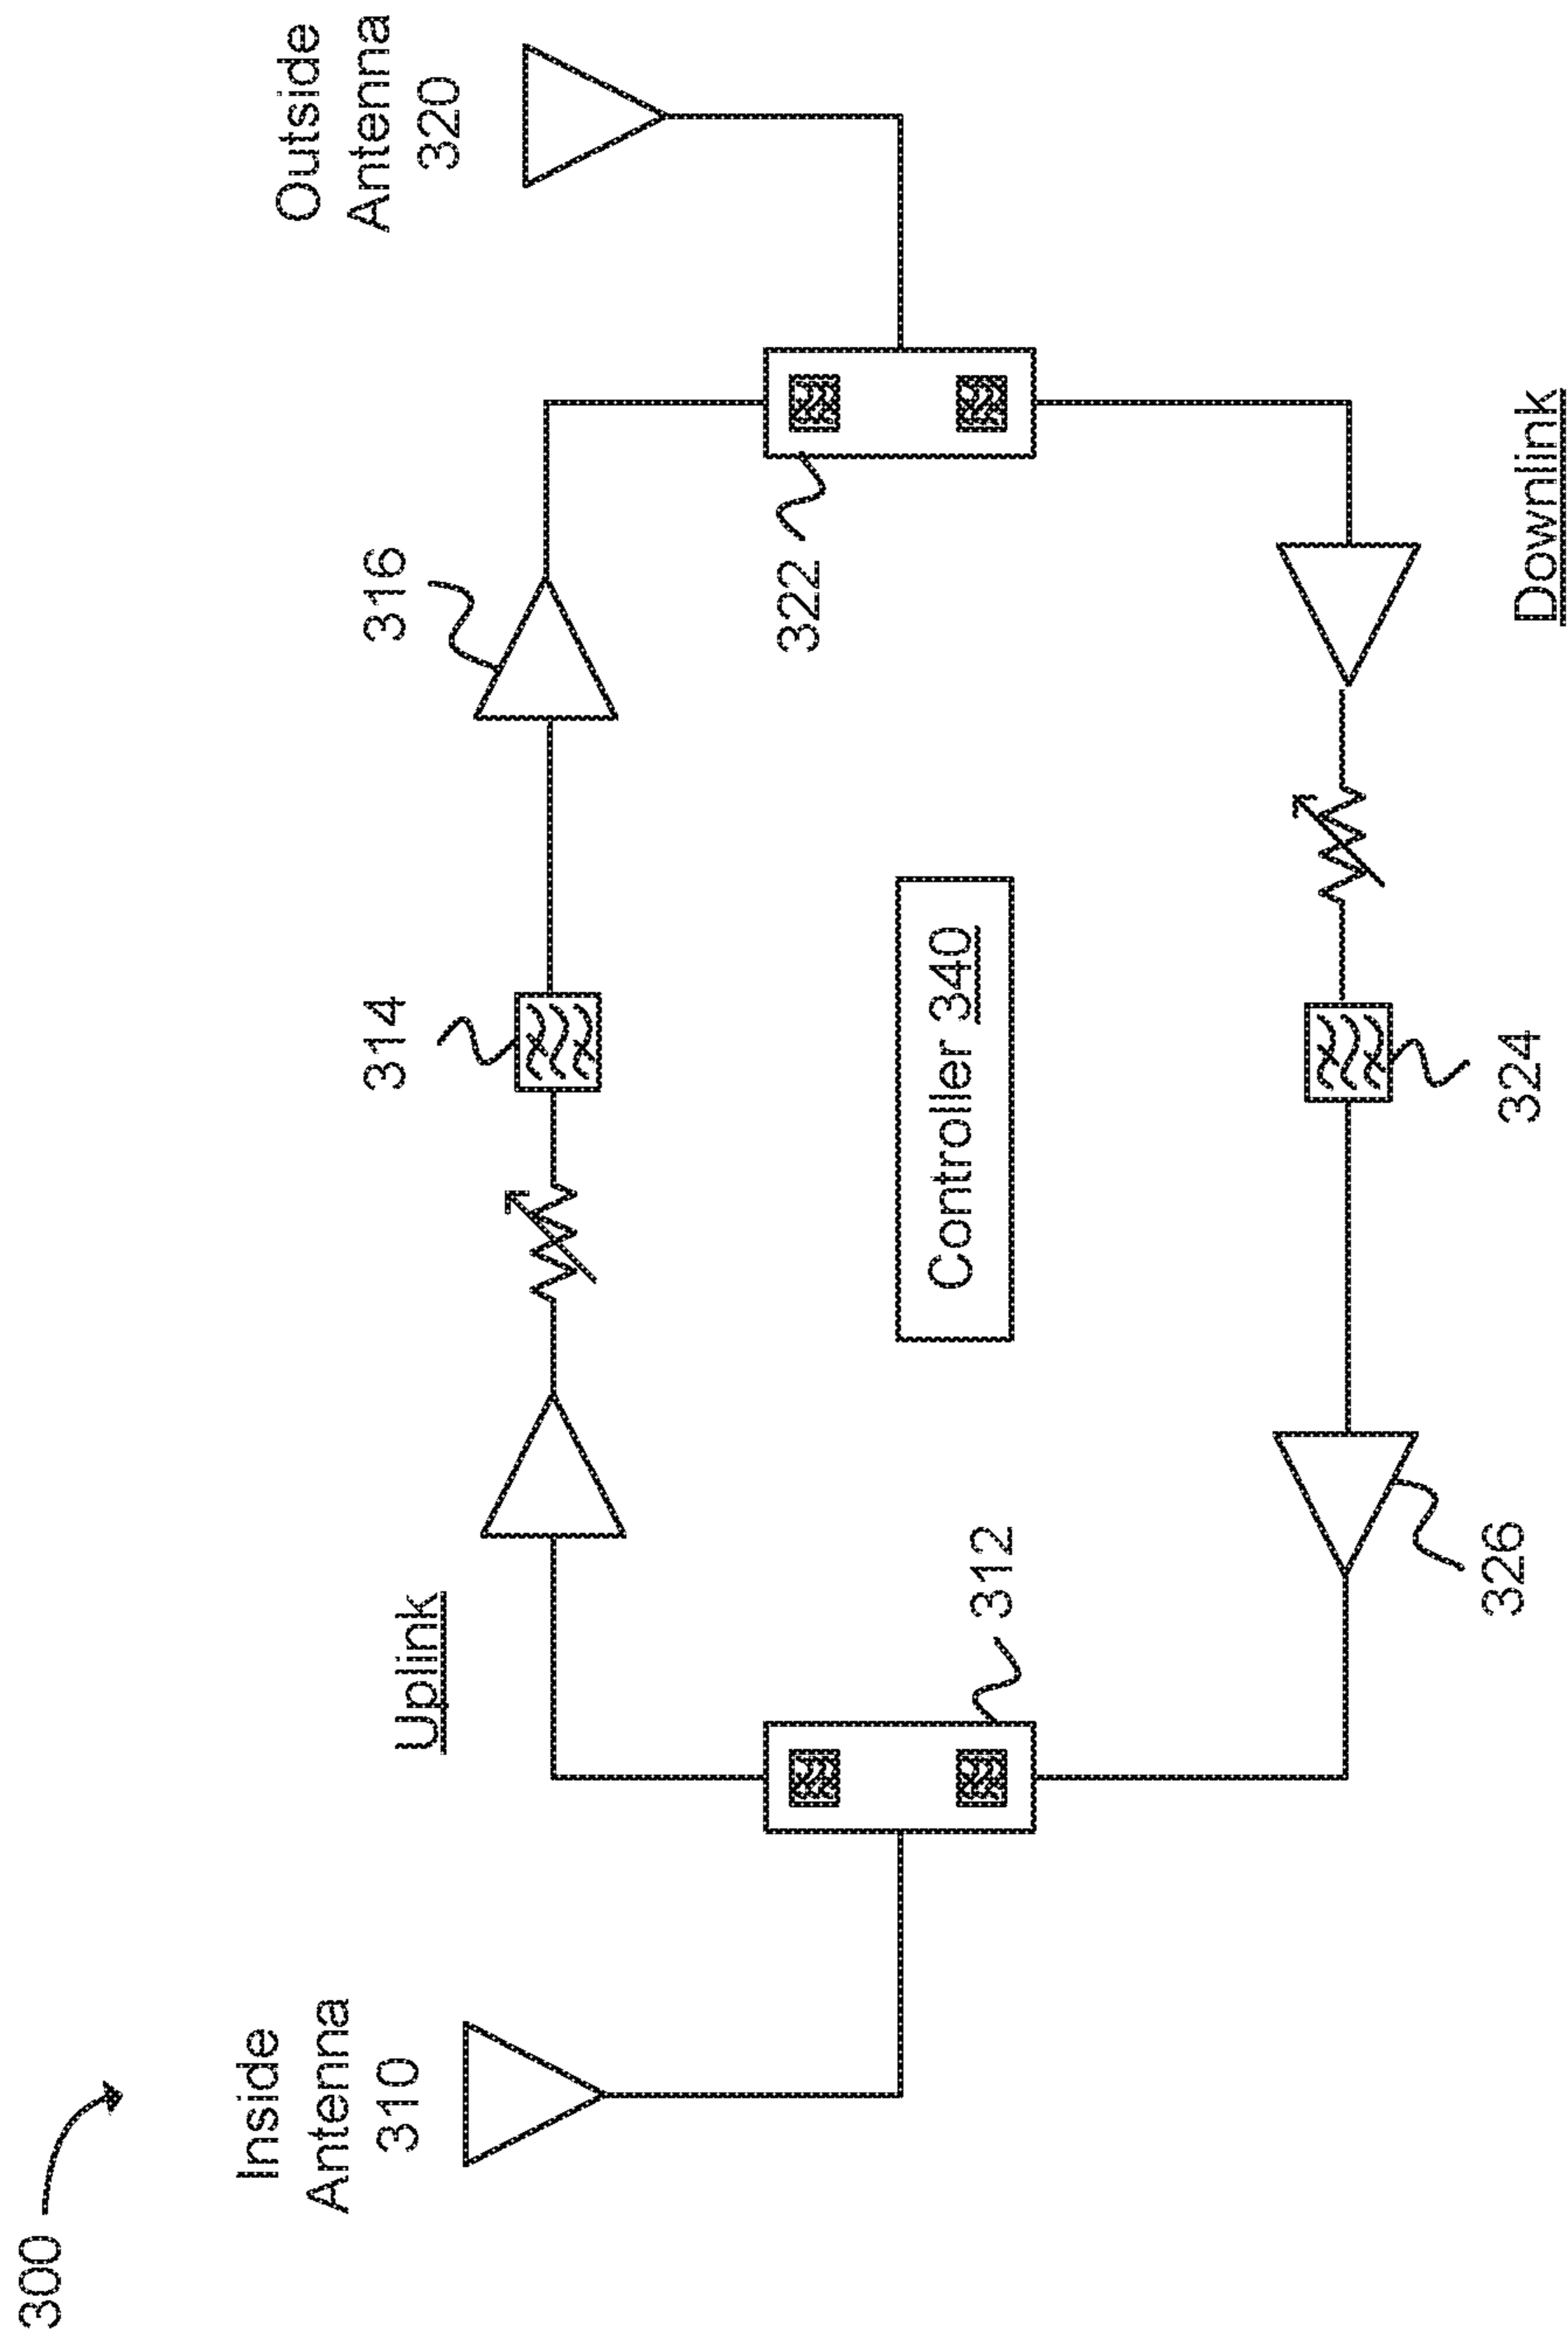 300
Inside
Antenna
310
Uplink
314
316
Outside
Antenna
320
312
Controller 340
322
326
324
Downlink